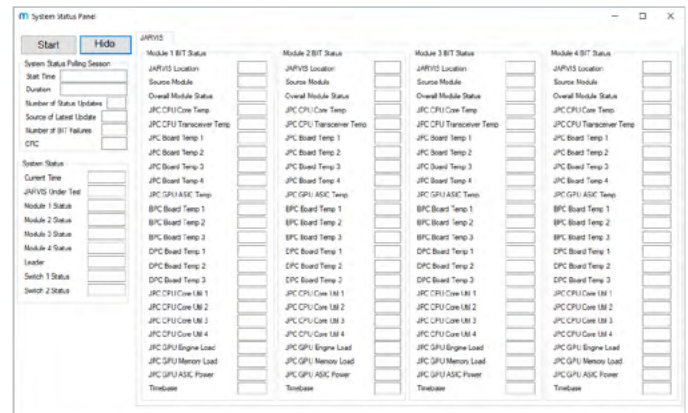 System Status Panel
Start Hide
System Status Polling Session
Start Time
Duration
Number of Status Updates
Source of Latest Update
Number of BIT Failures
CRC
System Status
Current Time
JARVIS Under Test
Module 1 Status
Module 2 Status
Module 3 Status
Module 4 Status
Leader
Switch 1 Status
Switch 2 Status
JARVIS
Module 1 BIT Status
JARVIS Location
Source Module
Overall Module Status
JPC CPU Core Temp
JPC CPU Transceiver Temp
JPC Board Temp 1
JPC Board Temp 2
JPC Board Temp 3
JPC Board Temp 4
JPC GPU ASIC Temp
BPC Board Temp 1
BPC Board Temp 2
BPC Board Temp 3
DPC Board Temp 1
DPC Board Temp 2
DPC Board Temp 3
JPC CPU Core Util 1
JPC CPU Core Util 2
JPC CPU Core Util 3
JPC CPU Core Util 4
JPC GPU Engine Load
JPC GPU Memory Load
JPC GPU ASIC Power
Timebase
Module 2 BIT Status
JARVIS Location
Source Module
Overall Module Status
JPC CPU Core Temp
JPC CPU Transceiver Temp
JPC Board Temp 1
JPC Board Temp 2
JPC Board Temp 3
JPC Board Temp 4
JPC GPU ASIC Temp
BPC Board Temp 1
BPC Board Temp 2
BPC Board Temp 3
DPC Board Temp 1
DPC Board Temp 2
DPC Board Temp 3
JPC CPU Core Util 1
JPC CPU Core Util 2
JPC CPU Core Util 3
JPC CPU Core Util 4
JPC GPU Engine Load
JPC GPU Memory Load
JPC GPU ASIC Power
Timebase
Module 3 BIT Status
JARVIS Location
Source Module
Overall Module Status
JPC CPU Core Temp
JPC CPU Transceiver Temp
JPC Board Temp 1
JPC Board Temp 2
JPC Board Temp 3
JPC Board Temp 4
JPC GPU ASIC Temp
BPC Board Temp 1
BPC Board Temp 2
BPC Board Temp 3
DPC Board Temp 1
DPC Board Temp 2
DPC Board Temp 3
JPC CPU Core Util 1
JPC CPU Core Util 2
JPC CPU Core Util 3
JPC CPU Core Util 4
JPC GPU Engine Load
JPC GPU Memory Load
JPC GPU ASIC Power
Timebase
Module 4 BIT Status
JARVIS Location
Source Module
Overall Module Status
JPC CPU Core Temp
JPC CPU Transceiver Temp
JPC Board Temp 1
JPC Board Temp 2
JPC Board Temp 3
JPC Board Temp 4
JPC GPU ASIC Temp
BPC Board Temp 1
BPC Board Temp 2
BPC Board Temp 3
DPC Board Temp 1
DPC Board Temp 2
DPC Board Temp 3
JPC CPU Core Util 1
JPC CPU Core Util 2
JPC CPU Core Util 3
JPC CPU Core Util 4
JPC GPU Engine Load
JPC GPU Memory Load
JPC GPU ASIC Power
Timebase